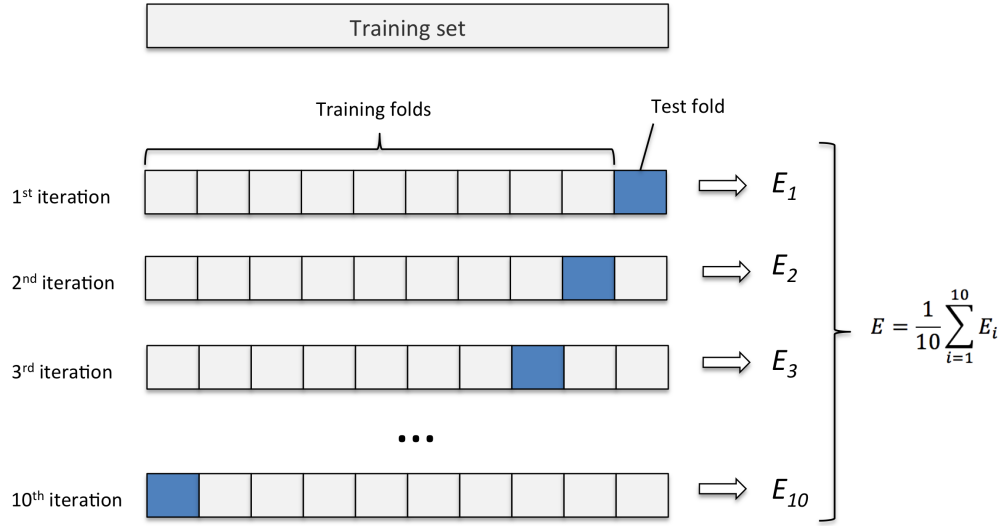 Training set
Training folds
Test fold
1st iteration
E1
2nd iteration
E2
3rd iteration
E3
E = 1/10 ∑_{i=1}^{10} Ei
...
10th iteration
E10